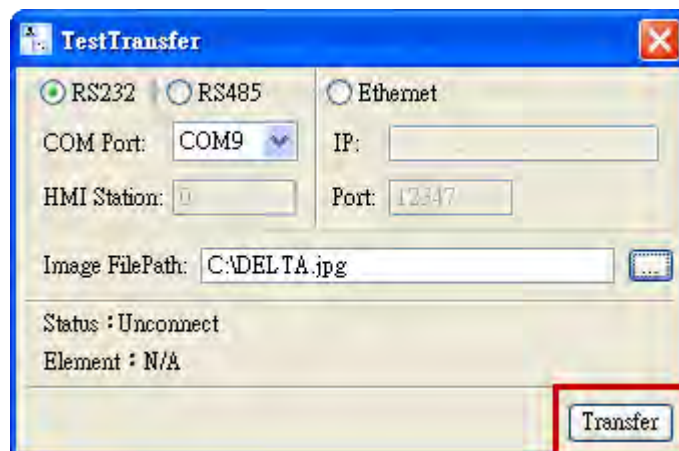 TestTransfer
RS232 RS485 Ethernet
COM Port: COM9 IP:
HMI Station: 0 Port: 12347
Image FilePath: C:\DELTA.jpg ...
Status：Unconnect
Element：N/A
Transfer